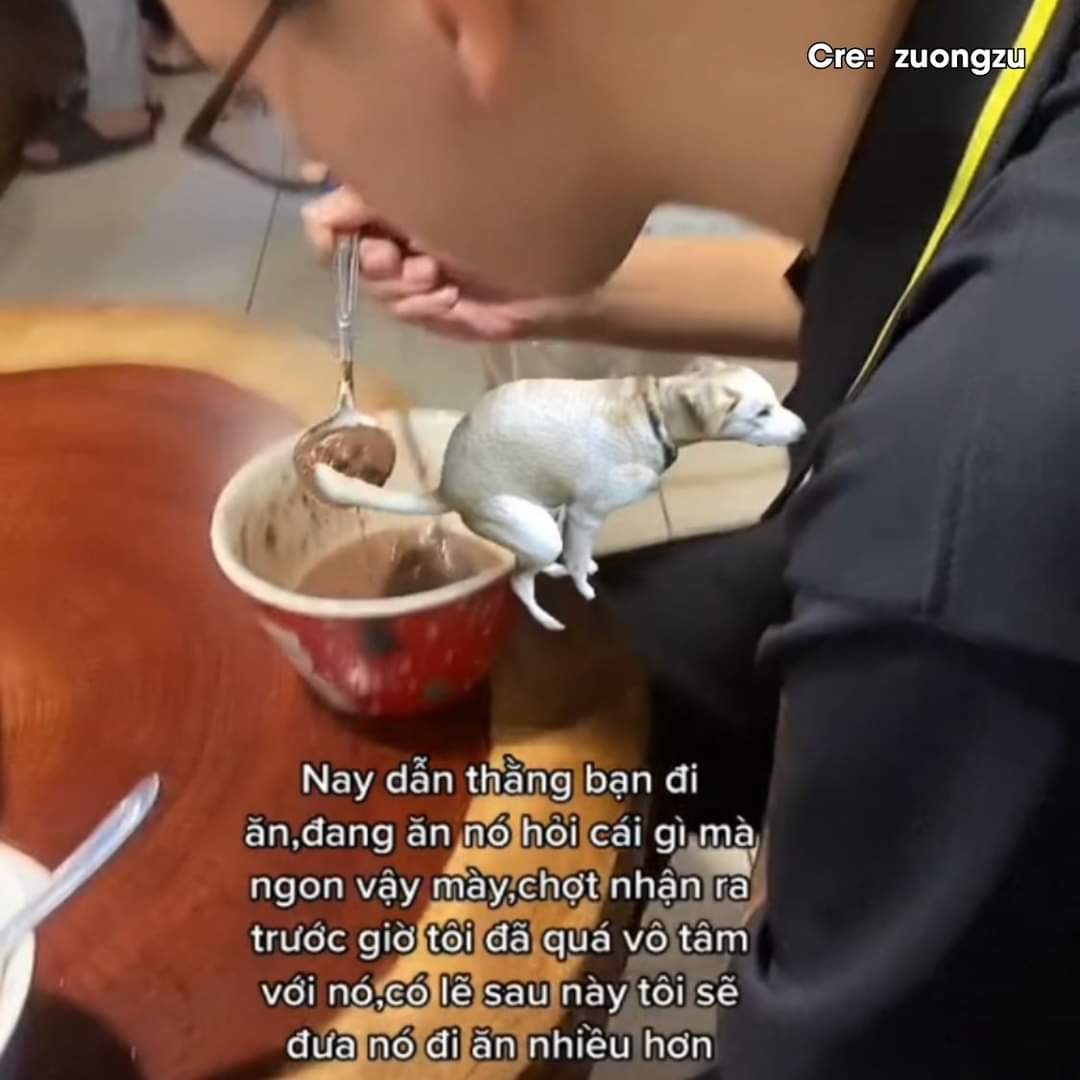 Cre: zuongzu
Nay dẫn thằng bạn đi
ăn,đang ăn nó hỏi cái gì mà
ngon vậy mày,chợt nhận ra
trước giờ tôi đã quá vô tâm
với nó,có lẽ sau này tôi sẽ
đưa nó đi ăn nhiều hơn